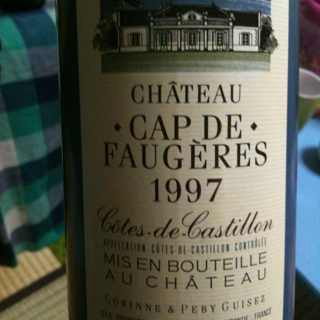 CHÂTEAU
• CAP DE •
FAUGÈRES
1997
Côtes-de-Castillon
APPELLATION CÔTES-DE-CASTILLON CONTRÔLÉE
MIS EN BOUTEILLE
AU CHÂTEAU
CORINNE & PEBY GUISEZ
FRANCE